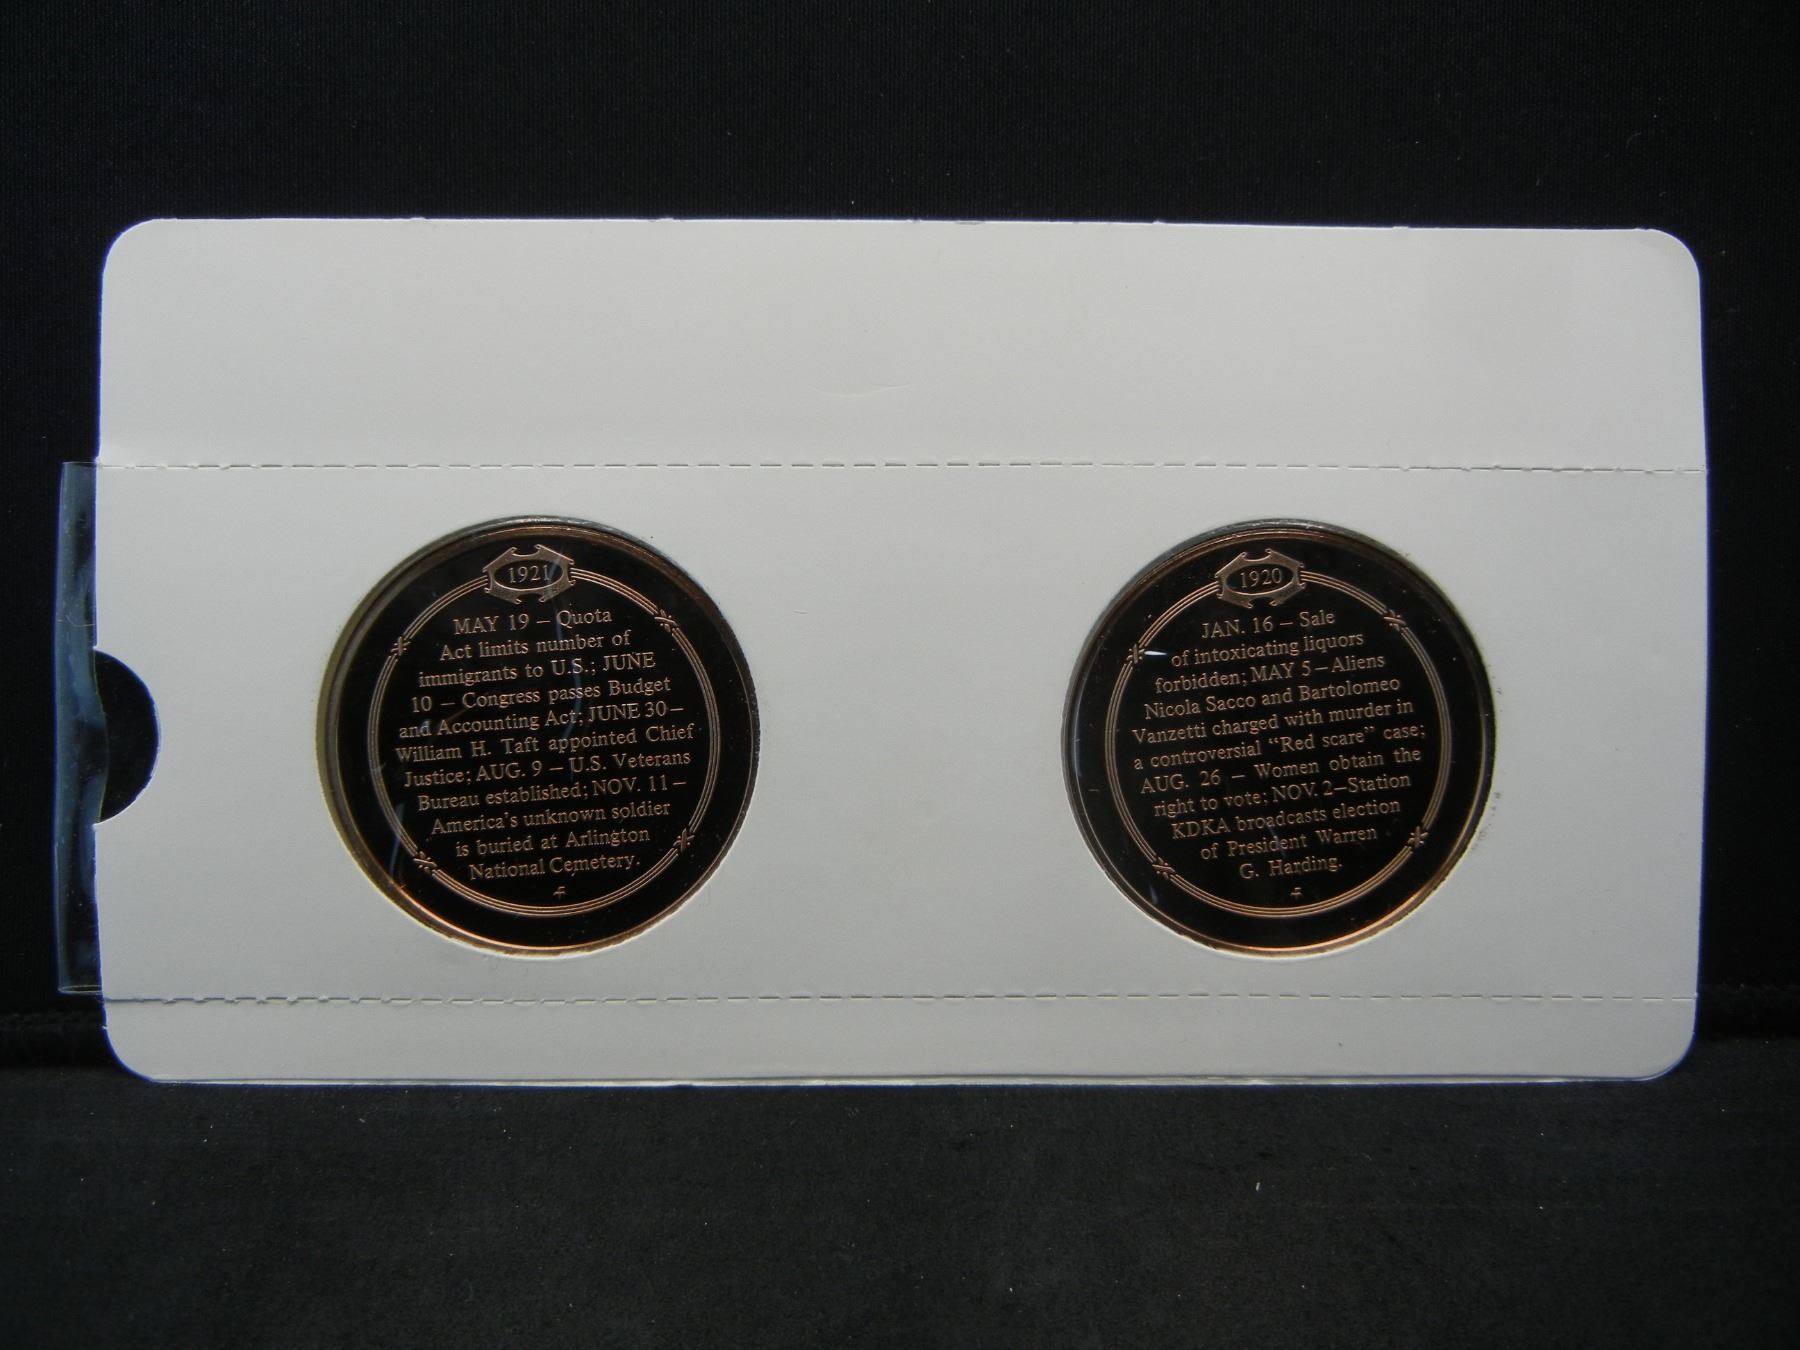 1921
MAY 19 – Quota
Act limits number of
immigrants to U.S.; JUNE
10 – Congress passes Budget
and Accounting Act; JUNE 30–
William H. Taft appointed Chief
Justice; AUG. 9 – U.S. Veterans
Bureau established; NOV. 11–
America's unknown soldier
is buried at Arlington
National Cemetery.
1920
JAN. 16 – Sale
of intoxicating liquors
forbidden; MAY 5–Aliens
Nicola Sacco and Bartolomeo
Vanzetti charged with murder in
a controversial "Red scare" case;
AUG. 26 – Women obtain the
right to vote; NOV. 2–Station
KDKA broadcasts election
of President Warren
G. Harding.